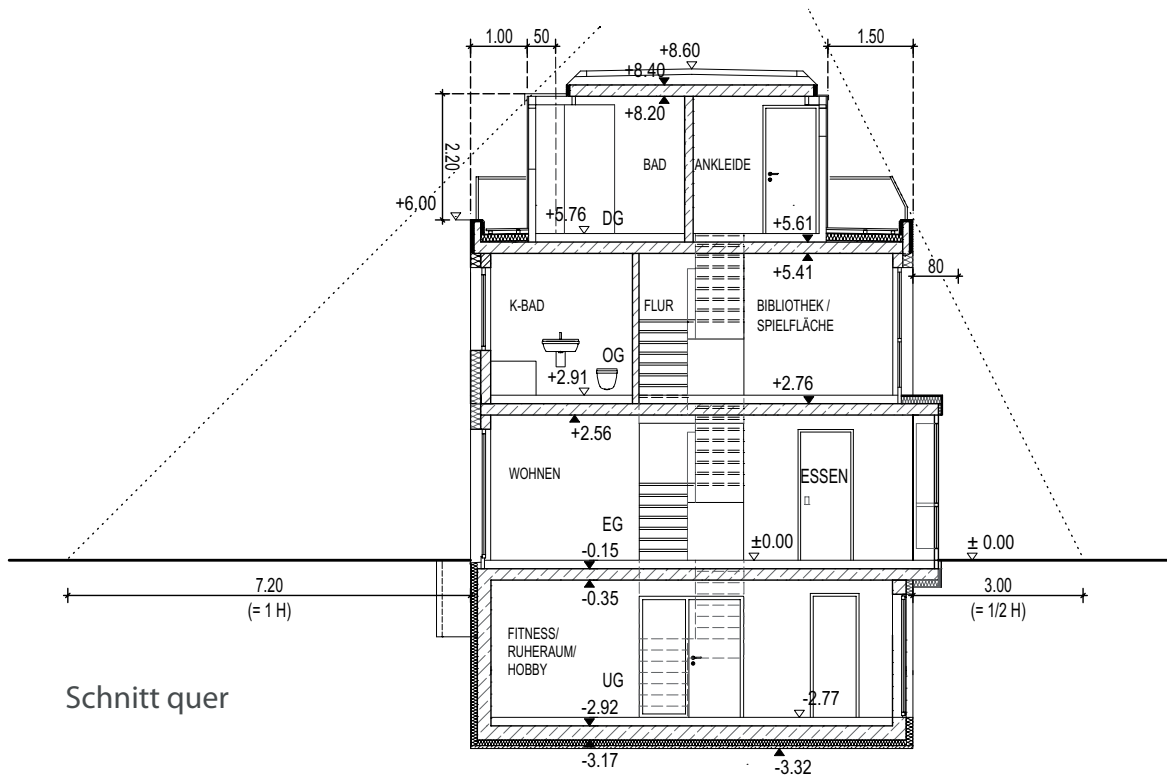 1.00
50
1.50
+8.60
+8.40
+8.20
2.20
BAD
ANKLEIDE
+6,00
+5.76
DG
+5.61
+5.41
80
K-BAD
FLUR
BIBLIOTHEK /
SPIELFLÄCHE
OG
+2.91
+2.76
+2.56
WOHNEN
ESSEN
EG
-0.15
±0.00
± 0.00
-0.35
7.20
(= 1 H)
3.00
(= 1/2 H)
FITNESS/
RUHERAUM/
HOBBY
UG
-2.77
-2.92
-3.17
-3.32
Schnitt quer